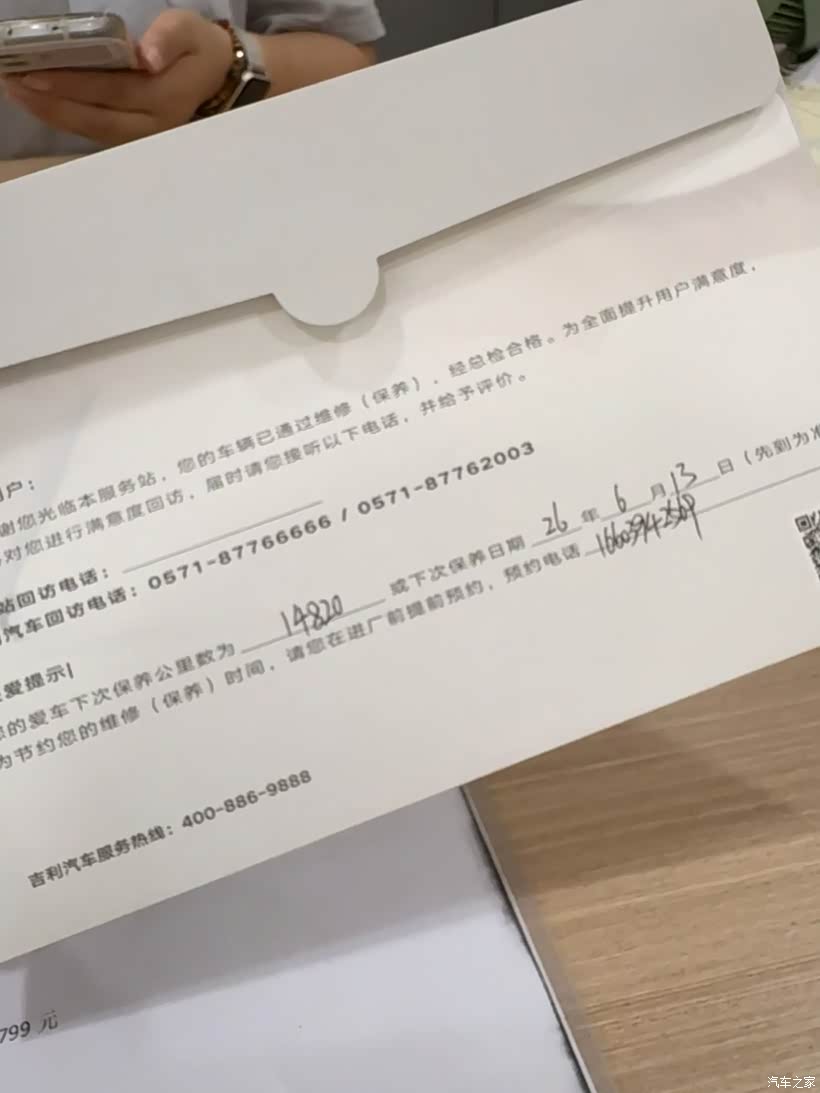 户：
谢您光临本服务站，您的车辆已通过维修（保养），经总检合格。为全面提升用户满意度，
对您进行满意度回访，届时请您接听以下电话，并给予评价。
站回访电话：
汽车回访电话：0571-87766666 / 0571-87762003
爱提示|
您的爱车下次保养公里数为 14820 或下次保养日期 26 年 6 月 13 日（先到为准
为节约您的维修（保养）时间，请您在进厂前提前预约，预约电话
吉利汽车服务热线：400-886-9888
799 元
汽车之家